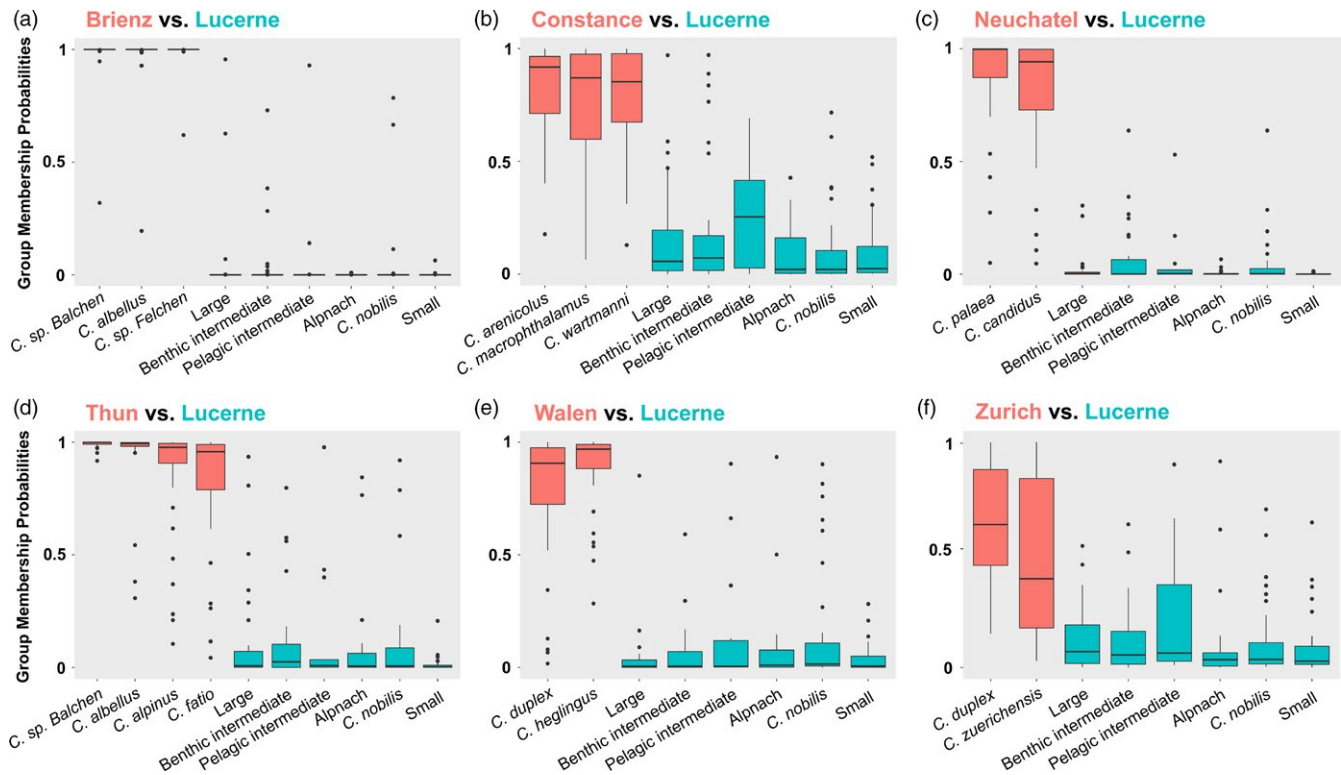 (a) Brienz vs. Lucerne
Group Membership Probabilities
1
0.5
0
C. sp. Balchen
C. albellus
C. sp. Felchen
Large
Benthic intermediate
Pelagic intermediate
Alpnach
C. nobilis
Small
(b) Constance vs. Lucerne
1
0.5
0
C. arenicolus
C. macrophthalamus
C. wartmanni
Large
Benthic intermediate
Pelagic intermediate
Alpnach
C. nobilis
Small
(c) Neuchatel vs. Lucerne
1
0.5
0
C. palaea
C. candidus
Large
Benthic intermediate
Pelagic intermediate
Alpnach
C. nobilis
Small
(d) Thun vs. Lucerne
Group Membership Probabilities
1
0.5
0
C. sp. Balchen
C. albellus
C. alpinus
C. fatio
Large
Benthic intermediate
Pelagic intermediate
Alpnach
C. nobilis
Small
(e) Walen vs. Lucerne
1
0.5
0
C. duplex
C. heglingus
Large
Benthic intermediate
Pelagic intermediate
Alpnach
C. nobilis
Small
(f) Zurich vs. Lucerne
1
0.5
0
C. duplex
C. zuerichensis
Large
Benthic intermediate
Pelagic intermediate
Alpnach
C. nobilis
Small